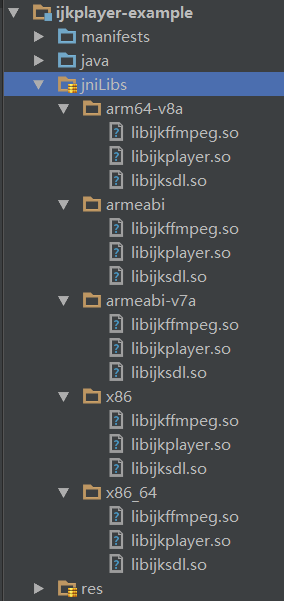 ijkplayer-example
manifests
java
jniLibs
arm64-v8a
libijkffmpeg.so
libijkplayer.so
libijksdl.so
armeabi
libijkffmpeg.so
libijkplayer.so
libijksdl.so
armeabi-v7a
libijkffmpeg.so
libijkplayer.so
libijksdl.so
x86
libijkffmpeg.so
libijkplayer.so
libijksdl.so
x86_64
libijkffmpeg.so
libijkplayer.so
libijksdl.so
res